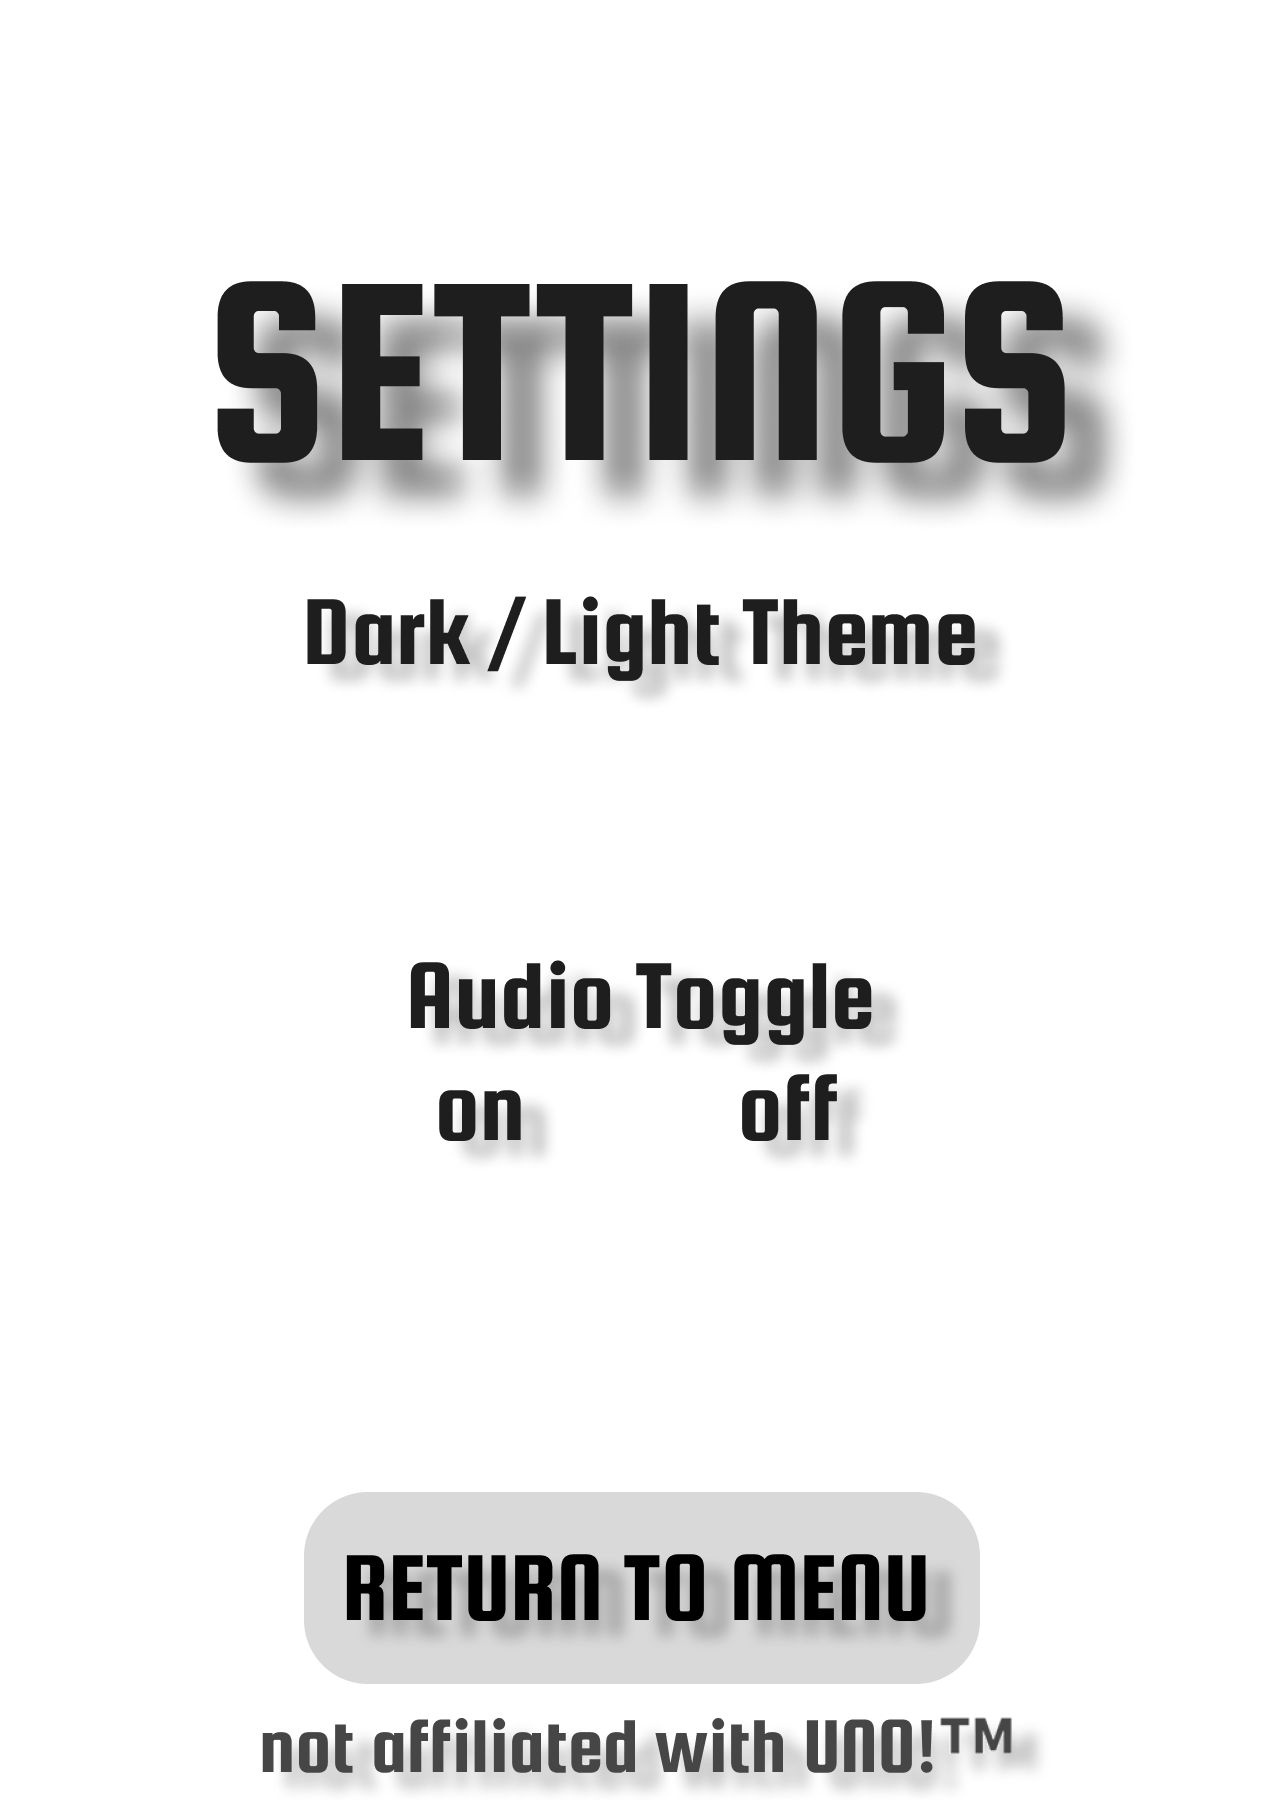 SETTINGS
Dark / Light Theme
Audio Toggle
on off
RETURN TO MENU
not affiliated with UNO!™